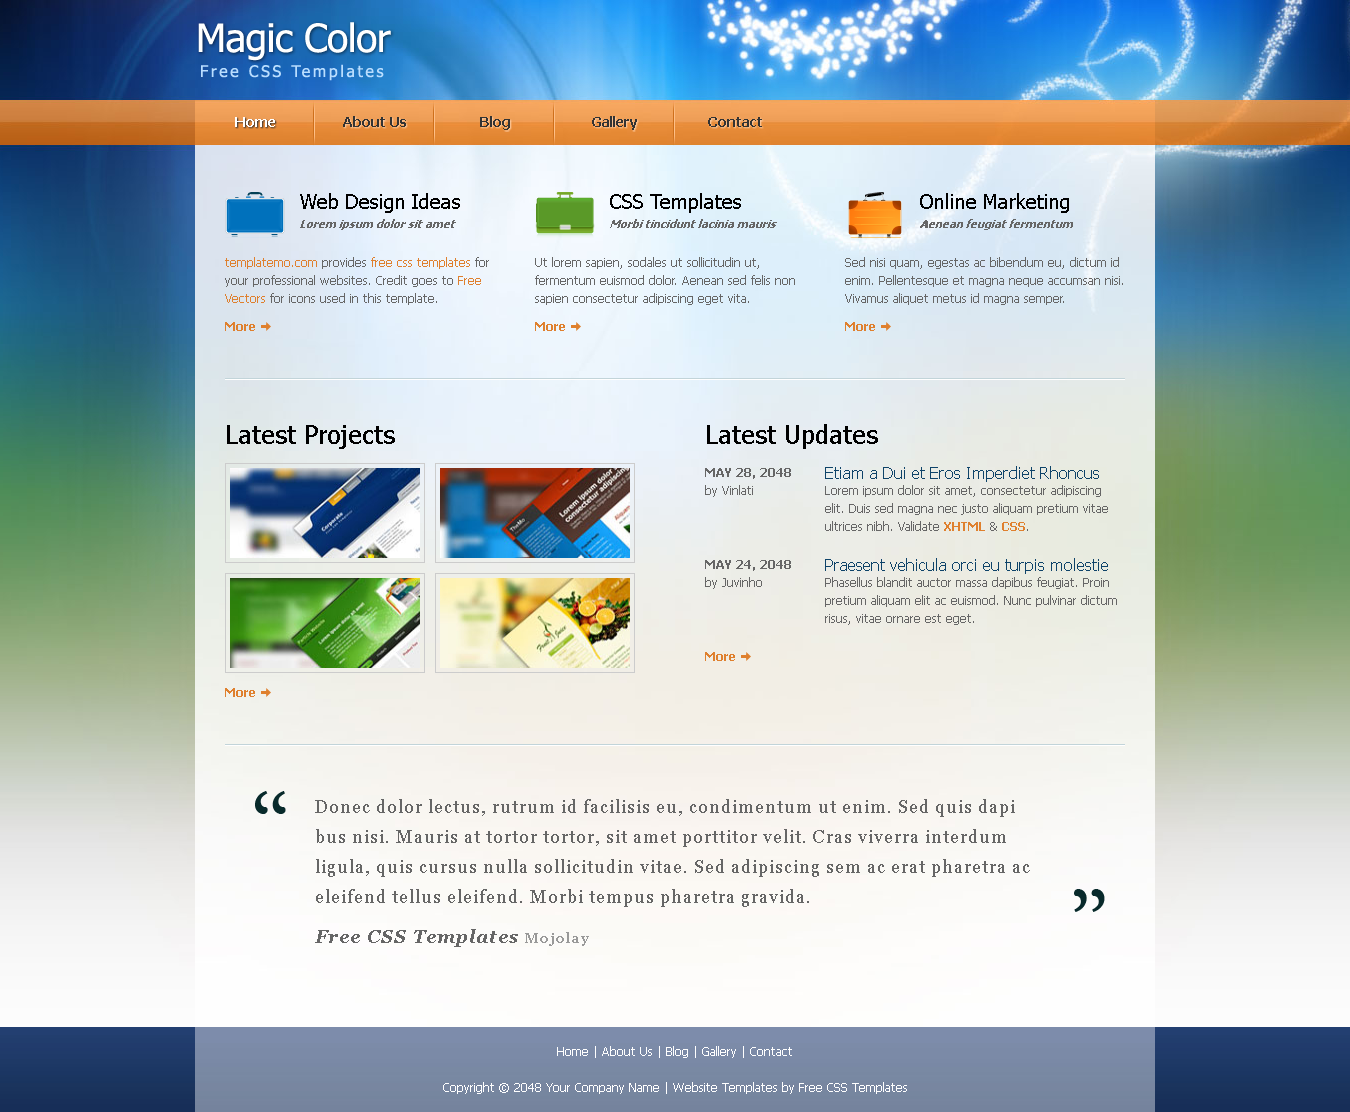 Magic Color
Free CSS Templates
Home
About Us
Blog
Gallery
Contact
Web Design Ideas
Lorem ipsum dolor sit amet
templatemo.com provides free css templates for
your professional websites. Credit goes to Free
Vectors for icons used in this template.
More
CSS Templates
Morbi tincidunt lacinia mauris
Ut lorem sapien, sodales ut sollicitudin ut,
fermentum euismod dolor. Aenean sed felis non
sapien consectetur adipiscing eget vita.
More
Online Marketing
Aenean feugiat fermentum
Sed nisi quam, egestas ac bibendum eu, dictum id
enim. Pellentesque et magna neque accumsan nisi.
Vivamus aliquet metus id magna semper.
More
Latest Projects
Corporate
Lorem ipsum dolor
consectetur adipiscing
More
Latest Updates
MAY 28, 2048
by Vinlati
Etiam a Dui et Eros Imperdiet Rhoncus
Lorem ipsum dolor sit amet, consectetur adipiscing
elit. Duis sed magna nec justo aliquam pretium vitae
ultrices nibh. Validate XHTML & CSS.
MAY 24, 2048
by Juvinho
Praesent vehicula orci eu turpis molestie
Phasellus blandit auctor massa dapibus feugiat. Proin
pretium aliquam elit ac euismod. Nunc pulvinar dictum
risus, vitae ornare est eget.
More
“ Donec dolor lectus, rutrum id facilisis eu, condimentum ut enim. Sed quis dapi
bus nisi. Mauris at tortor tortor, sit amet porttitor velit. Cras viverra interdum
ligula, quis cursus nulla sollicitudin vitae. Sed adipiscing sem ac erat pharetra ac
eleifend tellus eleifend. Morbi tempus pharetra gravida. ”
Free CSS Templates Mojolay
Home | About Us | Blog | Gallery | Contact
Copyright © 2048 Your Company Name | Website Templates by Free CSS Templates